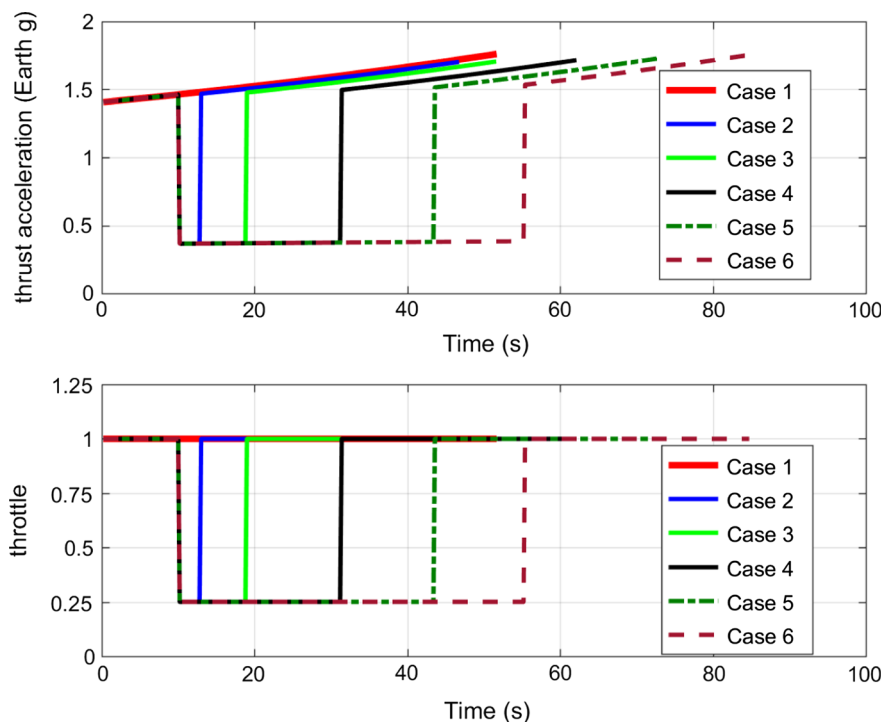 thrust acceleration (Earth g)
2
1.5
1
0.5
0
0 20 40 60 80 100
Time (s)
Case 1
Case 2
Case 3
Case 4
Case 5
Case 6
throttle
1.25
1
0.75
0.5
0.25
0
0 20 40 60 80 100
Time (s)
Case 1
Case 2
Case 3
Case 4
Case 5
Case 6